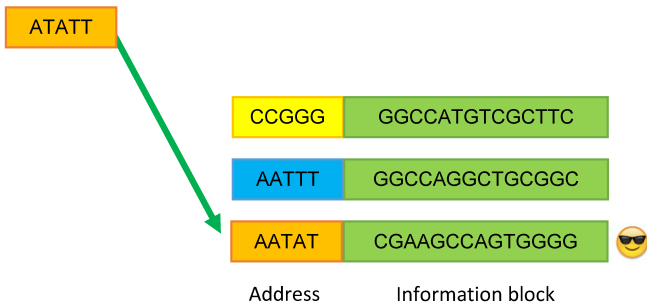 ATATT
CCGGG GGCCATGTCGCTTC
AATTT GGCCAGGCTGCGGC
AATAT CGAAGCCAGTGGGG
Address Information block